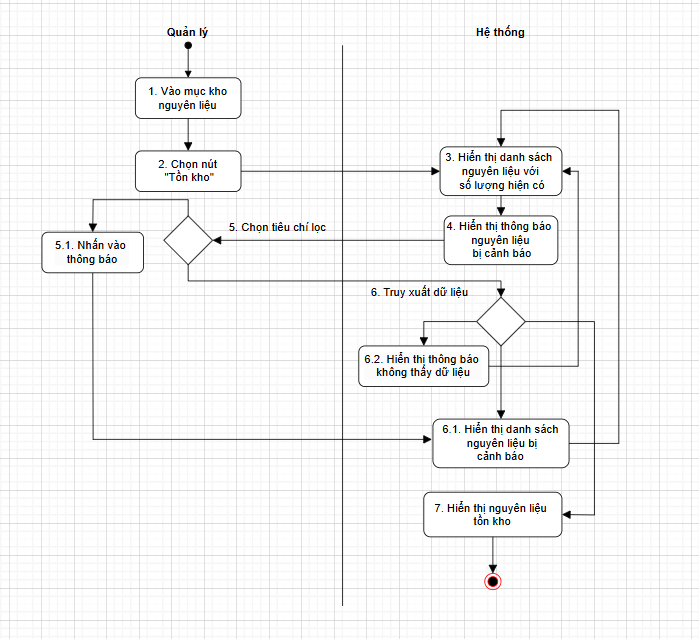 Quản lý
Hệ thống
1. Vào mục kho
nguyên liệu
2. Chọn nút
"Tồn kho"
3. Hiển thị danh sách
nguyên liệu với
số lượng hiện có
4. Hiển thị thông báo
nguyên liệu
bị cảnh báo
5. Chọn tiêu chí lọc
5.1. Nhấn vào
thông báo
6. Truy xuất dữ liệu
6.2. Hiển thị thông báo
không thấy dữ liệu
6.1. Hiển thị danh sách
nguyên liệu bị
cảnh báo
7. Hiển thị nguyên liệu
tồn kho